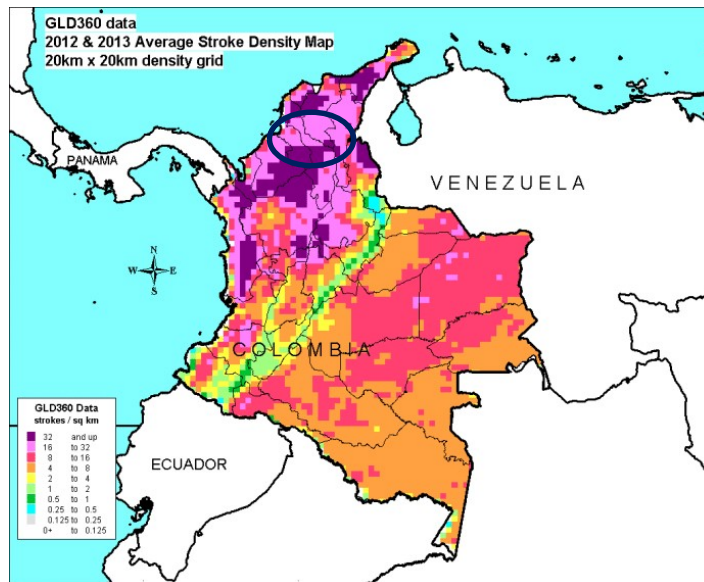 GLD360 data
2012 & 2013 Average Stroke Density Map
20km x 20km density grid
PANAMA
VENEZUELA
N
W E
S
COLOMBIA
GLD360 Data
strokes / sq km
32 and up
16 to 32
8 to 16
4 to 8
2 to 4
1 to 2
0.5 to 1
0.25 to 0.5
0.125 to 0.25
0+ to 0.125
ECUADOR